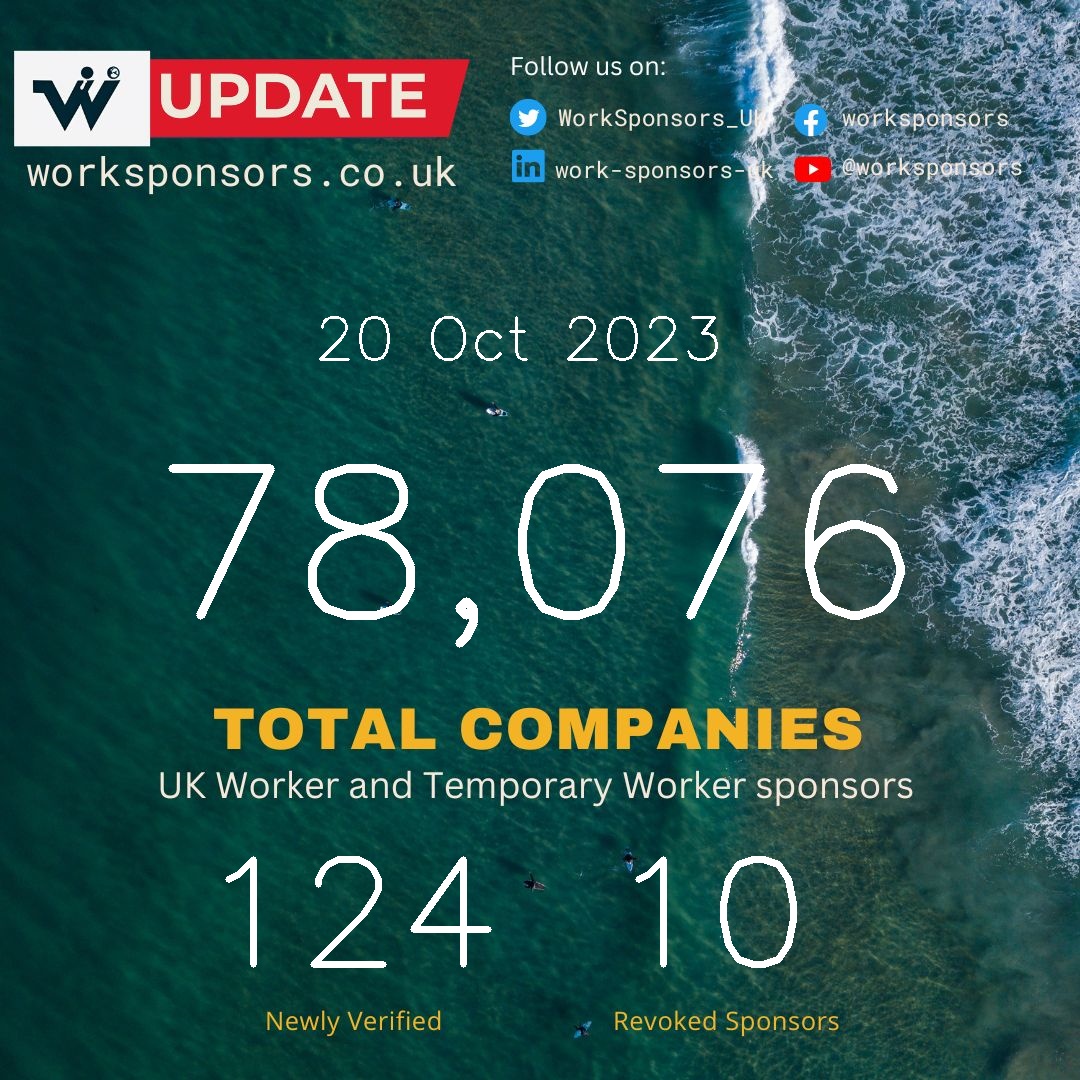 UPDATE
worksponsors.co.uk
Follow us on:
WorkSponsors_UK
worksponsors
work-sponsors-uk
@worksponsors
20 Oct 2023
78,076
TOTAL COMPANIES
UK Worker and Temporary Worker sponsors
124 10
Newly Verified Revoked Sponsors